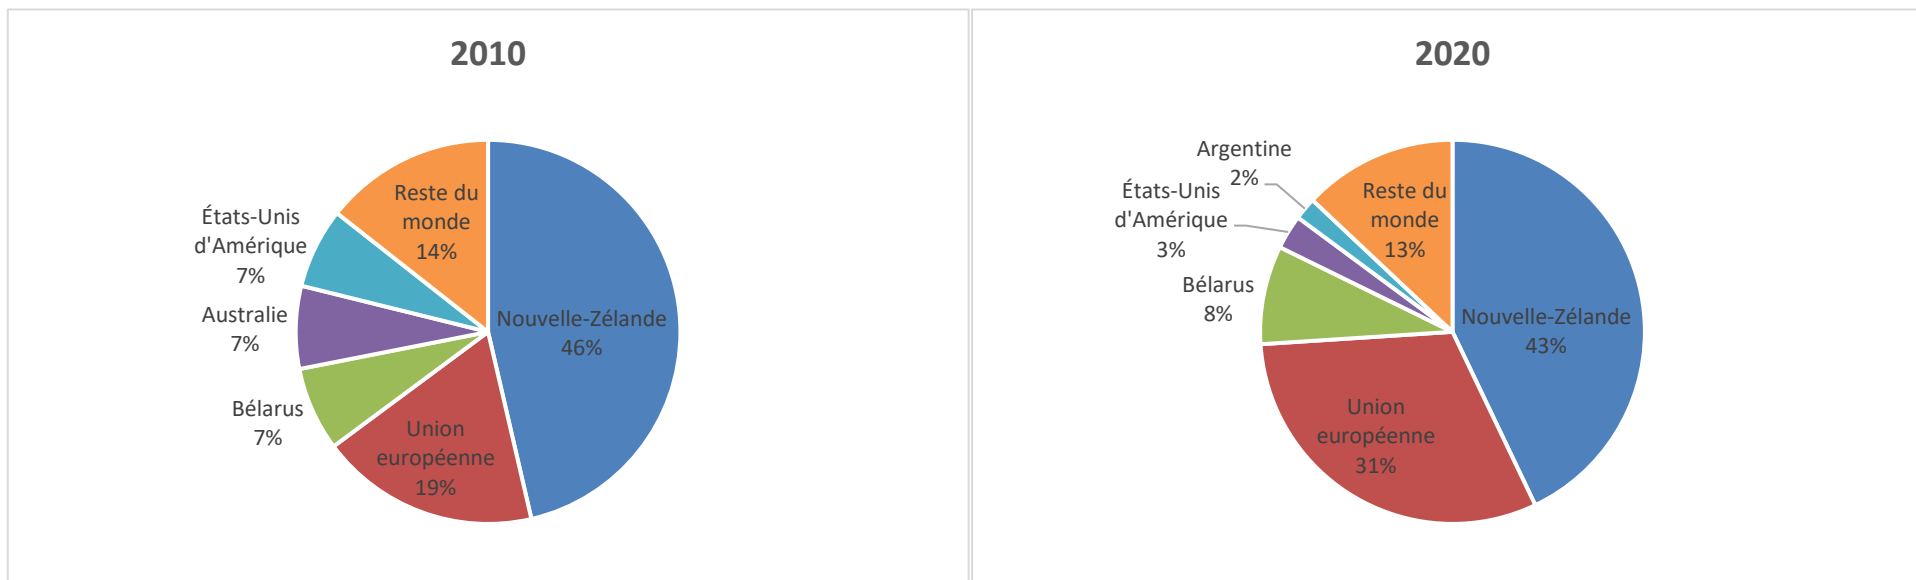 2010
Reste du
monde
14%
États-Unis
d'Amérique
7%
Australie
7%
Nouvelle-Zélande
46%
Bélarus
7%
Union
européenne
19%
2020
Argentine
2%
États-Unis
d'Amérique
3%
Reste du
monde
13%
Bélarus
8%
Nouvelle-Zélande
43%
Union
européenne
31%